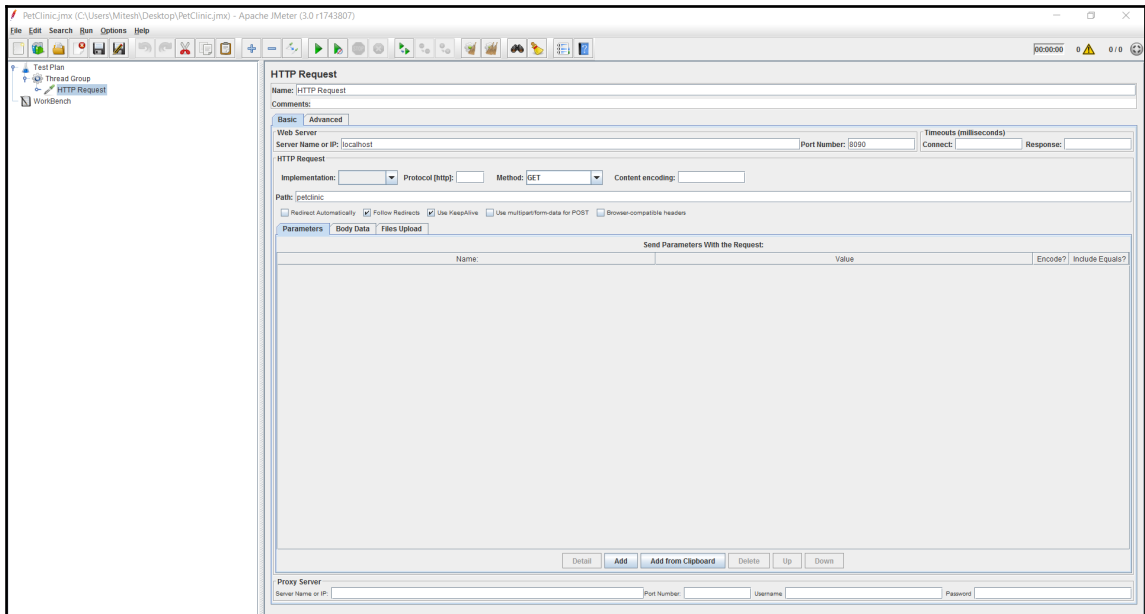 PetClinic.jmx (C:\Users\Mitesh\Desktop\PetClinic.jmx) - Apache JMeter (3.0 r1743807)
File Edit Search Run Options Help
00:00:00 0 0 / 0
Test Plan
Thread Group
HTTP Request
WorkBench
HTTP Request
Name: HTTP Request
Comments:
Basic Advanced
Web Server
Server Name or IP: localhost Port Number: 8090
Timeouts (milliseconds)
Connect: Response:
HTTP Request
Implementation: Protocol [http]: Method: GET Content encoding:
Path: petclinic
Redirect Automatically Follow Redirects Use KeepAlive Use multipart/form-data for POST Browser-compatible headers
Parameters Body Data Files Upload
Send Parameters With the Request:
Name: Value Encode? Include Equals?
Detail Add Add from Clipboard Delete Up Down
Proxy Server
Server Name or IP: Port Number: Username Password